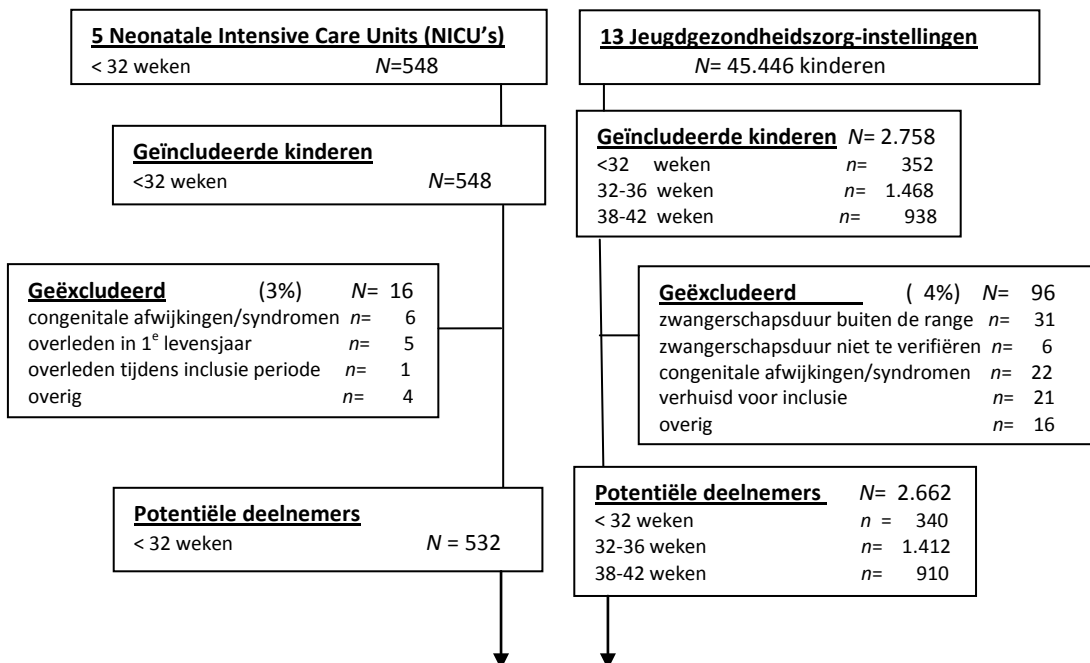 5 Neonatale Intensive Care Units (NICU’s)
< 32 weken N=548
13 Jeugdgezondheidszorg-instellingen
N= 45.446 kinderen
Geïncludeerde kinderen
<32 weken N=548
Geïncludeerde kinderen N= 2.758
<32 weken n= 352
32-36 weken n= 1.468
38-42 weken n= 938
Geëxcludeerd (3%) N= 16
congenitale afwijkingen/syndromen n= 6
overleden in 1e levensjaar n= 5
overleden tijdens inclusie periode n= 1
overig n= 4
Geëxcludeerd ( 4%) N= 96
zwangerschapsduur buiten de range n= 31
zwangerschapsduur niet te verifiëren n= 6
congenitale afwijkingen/syndromen n= 22
verhuisd voor inclusie n= 21
overig n= 16
Potentiële deelnemers
< 32 weken N = 532
Potentiële deelnemers N= 2.662
< 32 weken n = 340
32-36 weken n= 1.412
38-42 weken n= 910